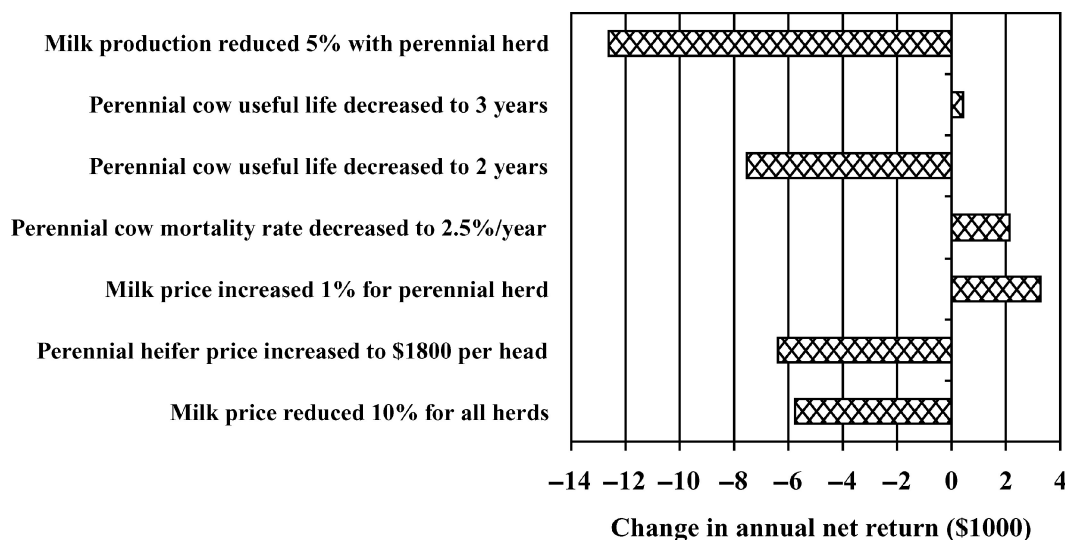 Milk production reduced 5% with perennial herd
Perennial cow useful life decreased to 3 years
Perennial cow useful life decreased to 2 years
Perennial cow mortality rate decreased to 2.5%/year
Milk price increased 1% for perennial herd
Perennial heifer price increased to $1800 per head
Milk price reduced 10% for all herds
–14 –12 –10 –8 –6 –4 –2 0 2 4
Change in annual net return ($1000)